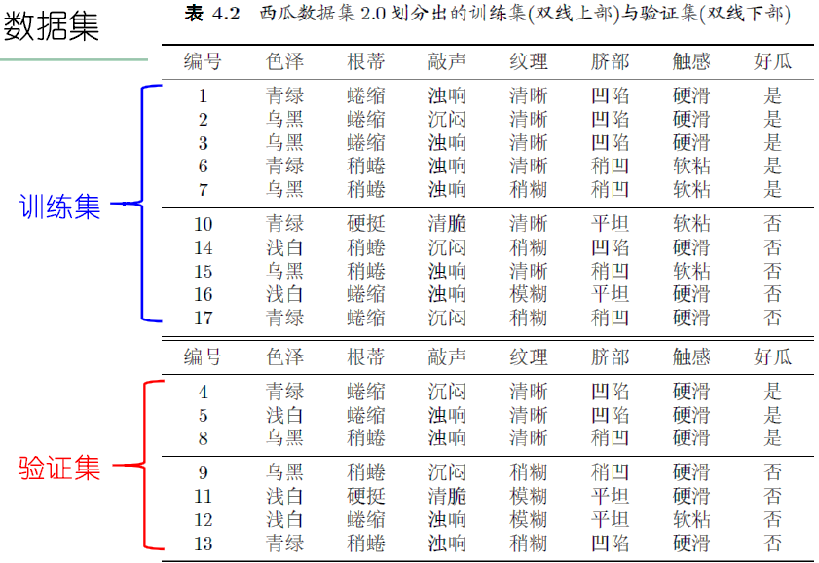 数据集
表 4.2 西瓜数据集 2.0 划分出的训练集(双线上部)与验证集(双线下部)
编号 色泽 根蒂 敲声 纹理 脐部 触感 好瓜
1 青绿 蜷缩 浊响 清晰 凹陷 硬滑 是
2 乌黑 蜷缩 沉闷 清晰 凹陷 硬滑 是
3 乌黑 蜷缩 浊响 清晰 凹陷 硬滑 是
6 青绿 稍蜷 浊响 清晰 稍凹 软粘 是
7 乌黑 稍蜷 浊响 稍糊 稍凹 软粘 是
训练集
10 青绿 硬挺 清脆 清晰 平坦 软粘 否
14 浅白 稍蜷 沉闷 稍糊 凹陷 硬滑 否
15 乌黑 稍蜷 浊响 清晰 稍凹 软粘 否
16 浅白 蜷缩 浊响 模糊 平坦 硬滑 否
17 青绿 蜷缩 沉闷 稍糊 稍凹 硬滑 否
编号 色泽 根蒂 敲声 纹理 脐部 触感 好瓜
4 青绿 蜷缩 沉闷 清晰 凹陷 硬滑 是
5 浅白 蜷缩 浊响 清晰 凹陷 硬滑 是
8 乌黑 稍蜷 浊响 清晰 稍凹 硬滑 是
验证集
9 乌黑 稍蜷 沉闷 稍糊 稍凹 硬滑 否
11 浅白 硬挺 清脆 模糊 平坦 硬滑 否
12 浅白 蜷缩 浊响 模糊 平坦 软粘 否
13 青绿 稍蜷 浊响 稍糊 凹陷 硬滑 否